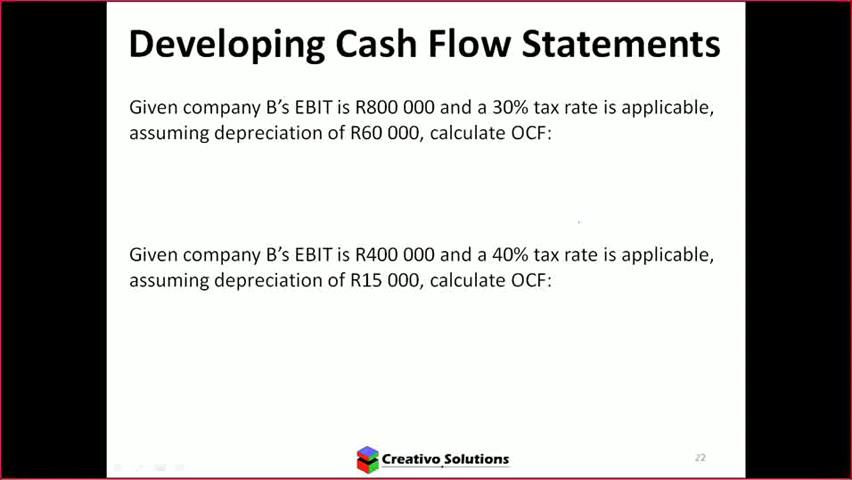 Developing Cash Flow Statements
Given company B’s EBIT is R800 000 and a 30% tax rate is applicable,
assuming depreciation of R60 000, calculate OCF:
Given company B’s EBIT is R400 000 and a 40% tax rate is applicable,
assuming depreciation of R15 000, calculate OCF:
Creativo Solutions
22